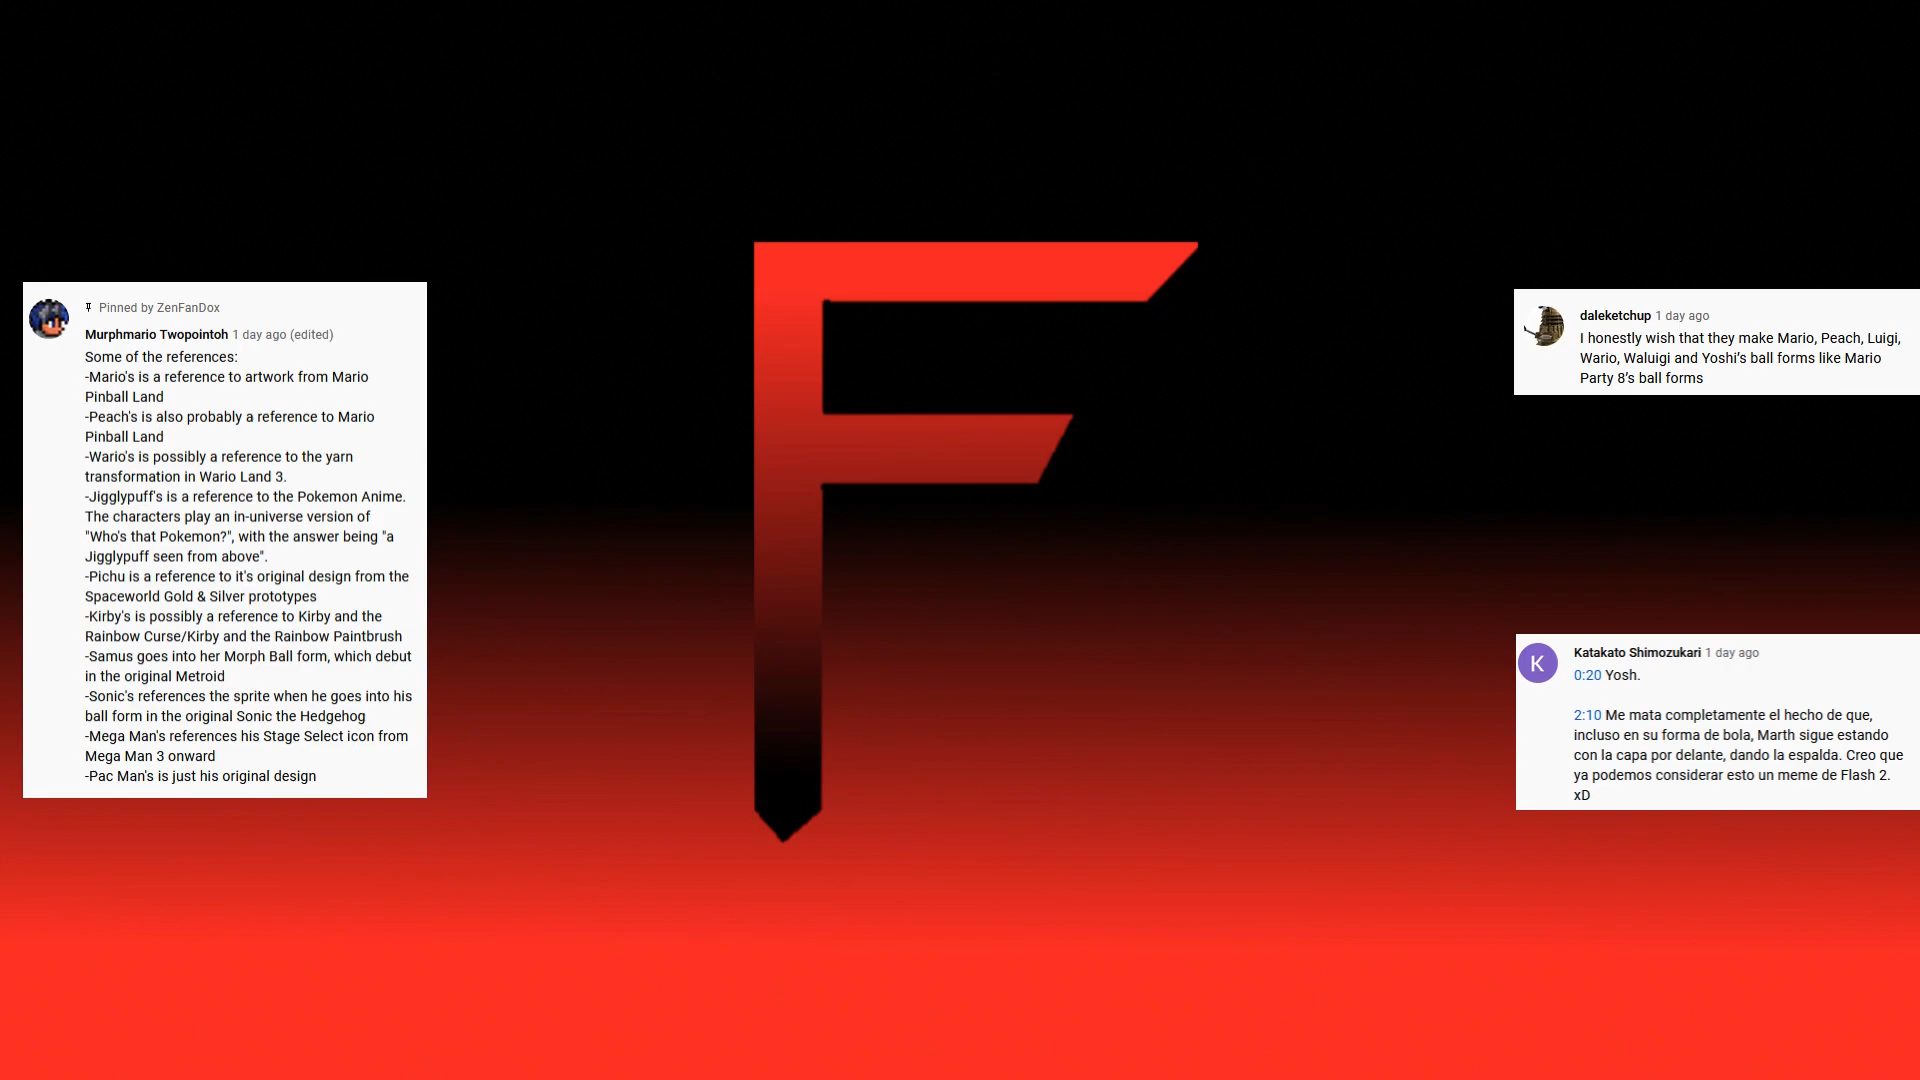 Pinned by ZenFanDox
Murphmario Twopointoh 1 day ago (edited)
Some of the references:
-Mario's is a reference to artwork from Mario
Pinball Land
-Peach's is also probably a reference to Mario
Pinball Land
-Wario's is possibly a reference to the yarn
transformation in Wario Land 3.
-Jigglypuff's is a reference to the Pokemon Anime.
The characters play an in-universe version of
"Who's that Pokemon?", with the answer being "a
Jigglypuff seen from above".
-Pichu is a reference to it's original design from the
Spaceworld Gold & Silver prototypes
-Kirby's is possibly a reference to Kirby and the
Rainbow Curse/Kirby and the Rainbow Paintbrush
-Samus goes into her Morph Ball form, which debut
in the original Metroid
-Sonic's references the sprite when he goes into his
ball form in the original Sonic the Hedgehog
-Mega Man's references his Stage Select icon from
Mega Man 3 onward
-Pac Man's is just his original design
F
daleketchup 1 day ago
I honestly wish that they make Mario, Peach, Luigi,
Wario, Waluigi and Yoshi’s ball forms like Mario
Party 8’s ball forms
K
Katakato Shimozukari 1 day ago
0:20 Yosh.
2:10 Me mata completamente el hecho de que,
incluso en su forma de bola, Marth sigue estando
con la capa por delante, dando la espalda. Creo que
ya podemos considerar esto un meme de Flash 2.
xD